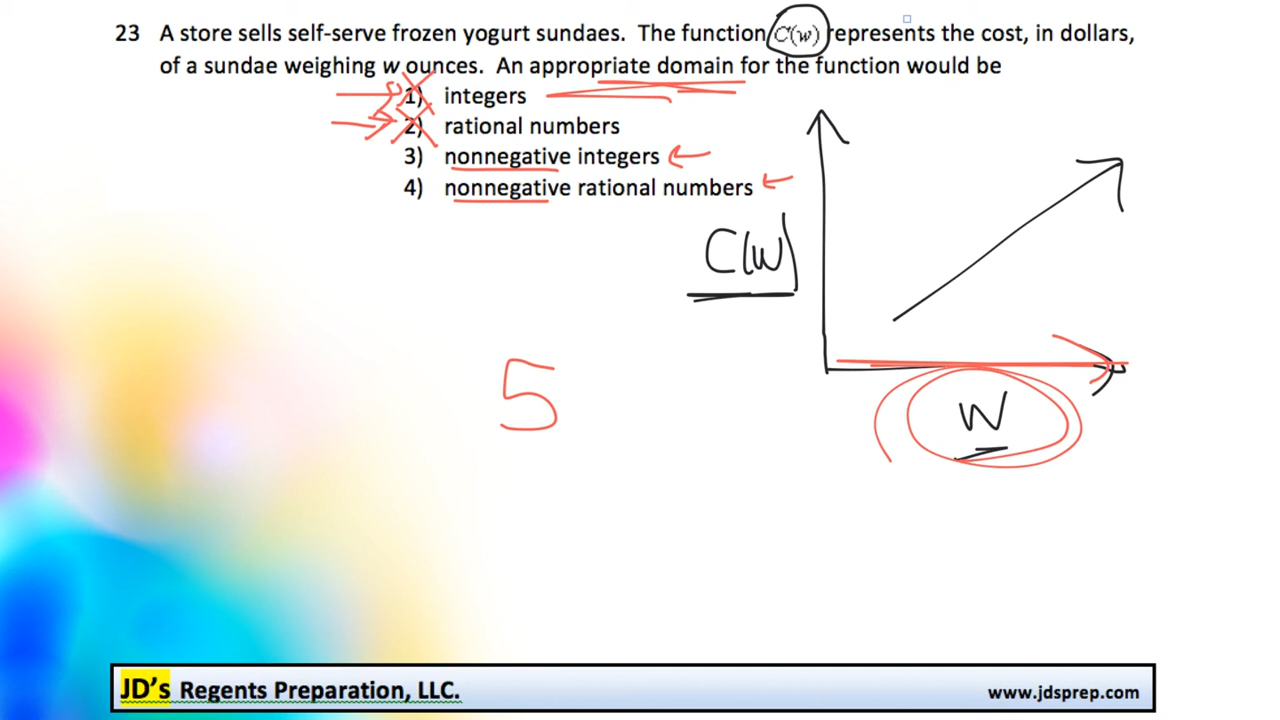 23 A store sells self-serve frozen yogurt sundaes. The function C(w) represents the cost, in dollars,
of a sundae weighing w ounces. An appropriate domain for the function would be
1) integers
2) rational numbers
3) nonnegative integers
4) nonnegative rational numbers
C(W)
5
W
JD's Regents Preparation, LLC.
www.jdsprep.com